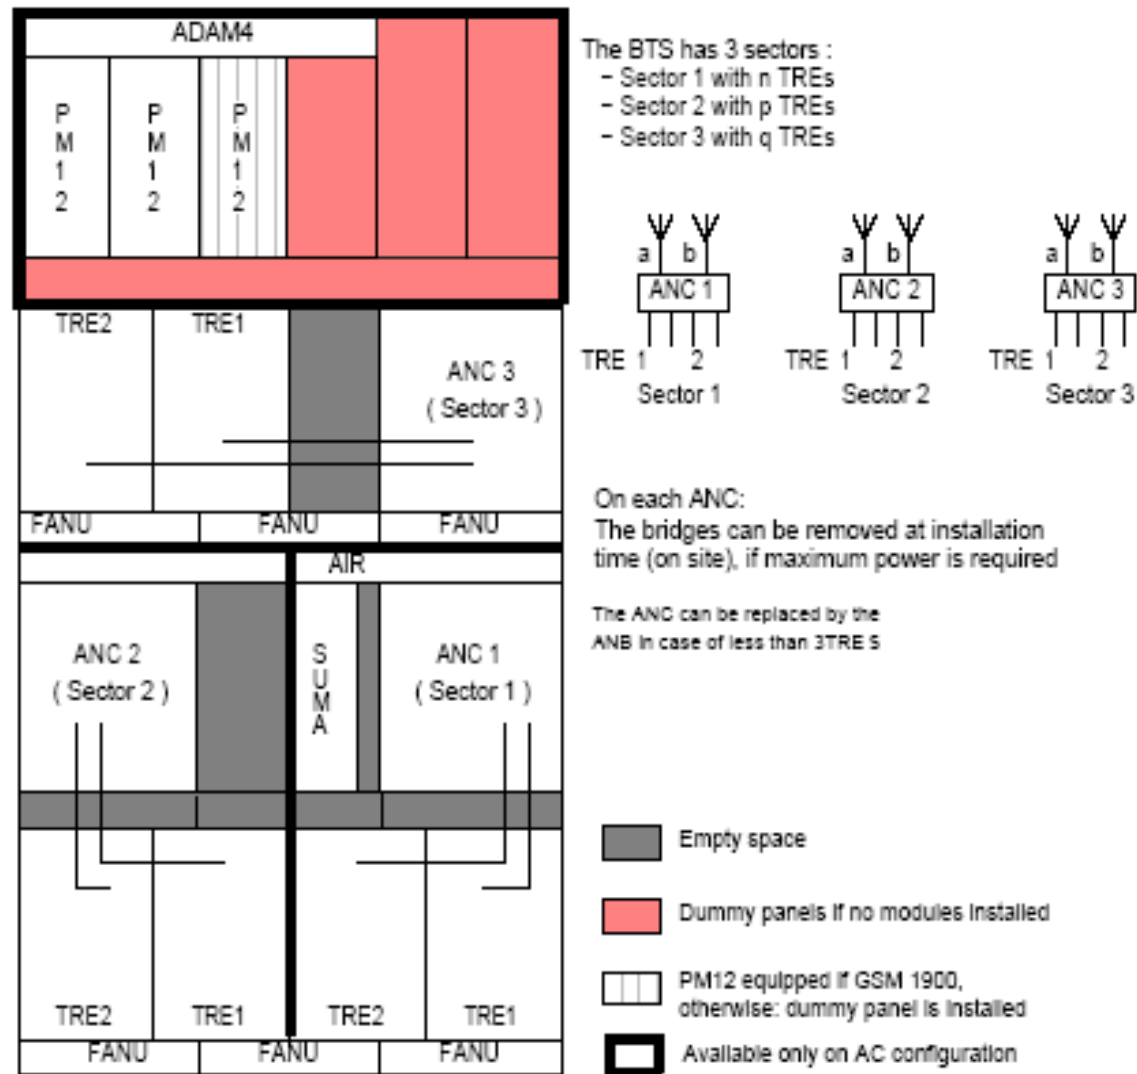 ADAM4
PM12
PM12
PM12
TRE2
TRE1
ANC 3
( Sector 3 )
FANU
FANU
FANU
AIR
ANC 2
( Sector 2 )
SUMA
ANC 1
( Sector 1 )
TRE2
TRE1
TRE2
TRE1
FANU
FANU
FANU
The BTS has 3 sectors :
– Sector 1 with n TREs
– Sector 2 with p TREs
– Sector 3 with q TREs
a b
ANC 1
TRE 1 2
Sector 1
a b
ANC 2
TRE 1 2
Sector 2
a b
ANC 3
TRE 1 2
Sector 3
On each ANC:
The bridges can be removed at installation
time (on site), if maximum power is required
The ANC can be replaced by the
ANB in case of less than 3TRE S
Empty space
Dummy panels if no modules installed
PM12 equipped if GSM 1900,
otherwise: dummy panel is installed
Available only on AC configuration